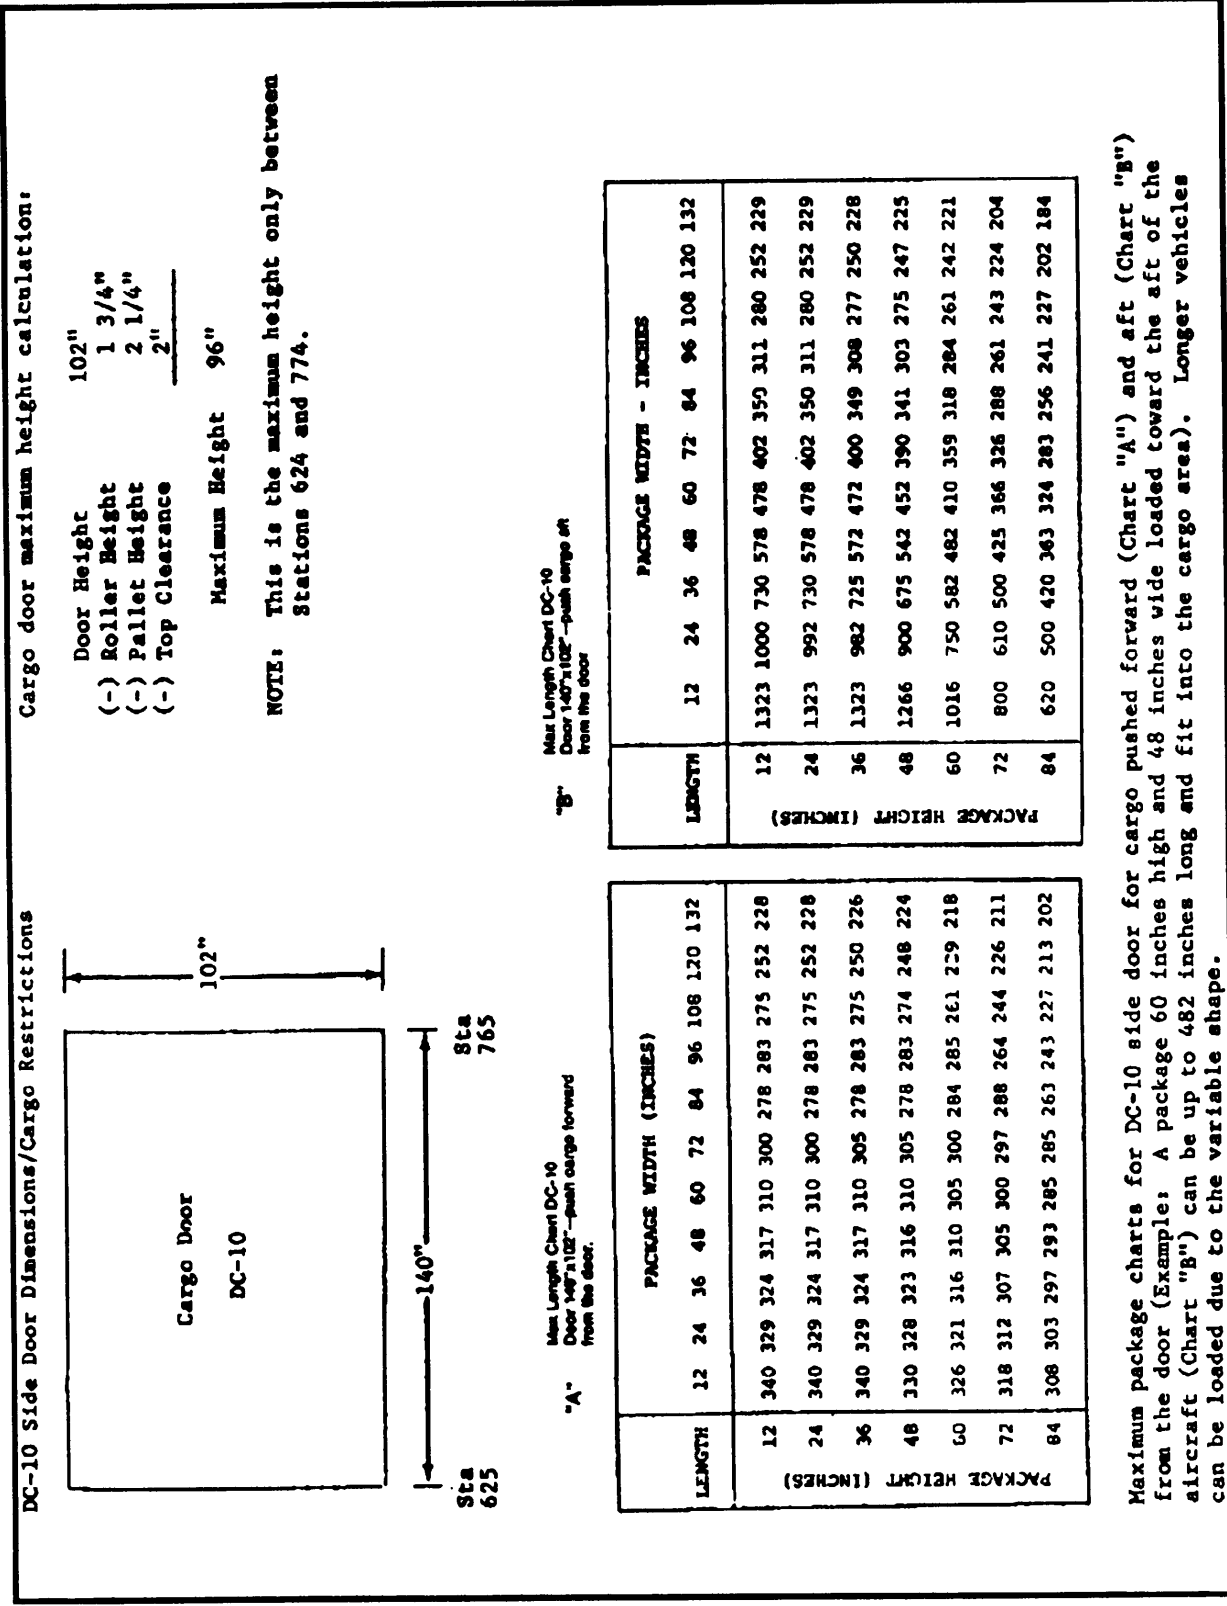 DC-10 Side Door Dimensions/Cargo Restrictions
Cargo Door
DC-10
102"
140"
Sta
625
Sta
765
Cargo door maximum height calculation:
Door Height 102"
(-) Roller Height 1 3/4"
(-) Pallet Height 2 1/4"
(-) Top Clearance 2"
Maximum Height 96"
NOTE: This is the maximum height only between
Stations 624 and 774.
"A" Max Length Chart DC-10
Door 140"x102"—push cargo forward
from the door.
PACKAGE WIDTH (INCHES)
LENGTH 12 24 36 48 60 72 84 96 108 120 132
PACKAGE HEIGHT (INCHES)
12 340 329 324 317 310 300 278 283 275 252 228
24 340 329 324 317 310 300 278 283 275 252 228
36 340 329 324 317 310 305 278 283 275 250 226
48 330 328 323 316 310 305 278 283 274 248 224
60 326 321 316 310 305 300 284 285 261 239 218
72 318 312 307 305 300 297 288 264 244 226 211
84 308 303 297 293 285 285 263 243 227 213 202
"B" Max Length Chart DC-10
Door 140"x102"—push cargo aft
from the door
PACKAGE WIDTH - INCHES
LENGTH 12 24 36 48 60 72 84 96 108 120 132
PACKAGE HEIGHT (INCHES)
12 1323 1000 730 578 478 402 350 311 280 252 229
24 1323 992 730 578 478 402 350 311 280 252 229
36 1323 982 725 572 472 400 349 308 277 250 228
48 1266 900 675 542 452 390 341 303 275 247 225
60 1016 750 582 482 410 359 318 284 261 242 221
72 800 610 500 425 366 326 288 261 243 224 204
84 620 500 420 363 324 283 256 241 227 202 184
Maximum package charts for DC-10 side door for cargo pushed forward (Chart "A") and aft (Chart "B")
from the door (Example: A package 60 inches high and 48 inches wide loaded toward the aft of the
aircraft (Chart "B") can be up to 482 inches long and fit into the cargo area). Longer vehicles
can be loaded due to the variable shape.